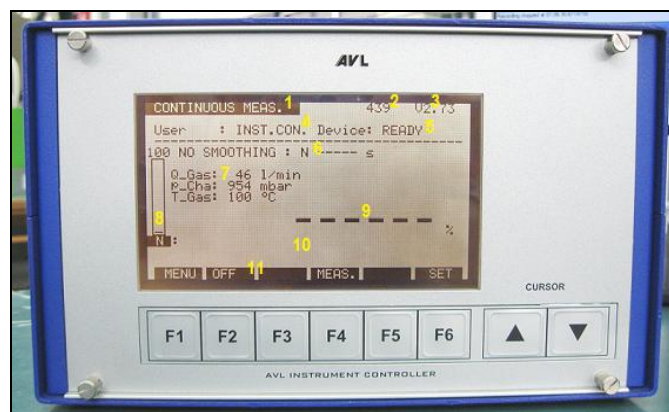 AVL
CONTINUOUS MEAS. 1 439 2 V2.73 3
4
User : INST.CON. Device: READY 5
100 NO SMOOTHING : N 6 ----- s
Q_Gas: 7 46 l/min
p_Cha: 954 mbar
T_Gas: 100 °C
8 ------ 9 %
N : 10
MENU OFF 11 MEAS. SET
CURSOR
F1 F2 F3 F4 F5 F6 ▲ ▼
AVL INSTRUMENT CONTROLLER